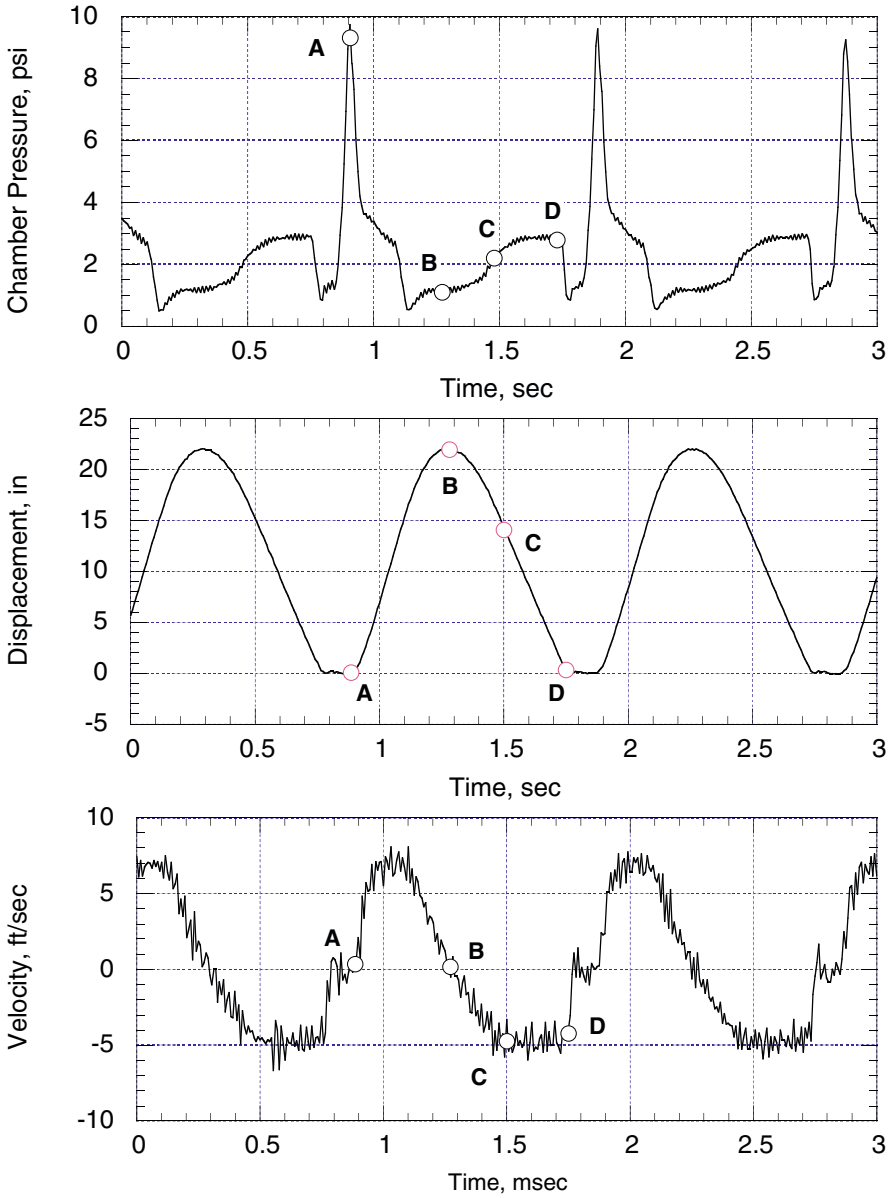 Chamber Pressure, psi
10
8
6
4
2
0
A
B
C
D
0 0.5 1 1.5 2 2.5 3
Time, sec
Displacement, in
25
20
15
10
5
0
-5
A
B
C
D
0 0.5 1 1.5 2 2.5 3
Time, sec
Velocity, ft/sec
10
5
0
-5
-10
A
B
C
D
0 0.5 1 1.5 2 2.5 3
Time, msec